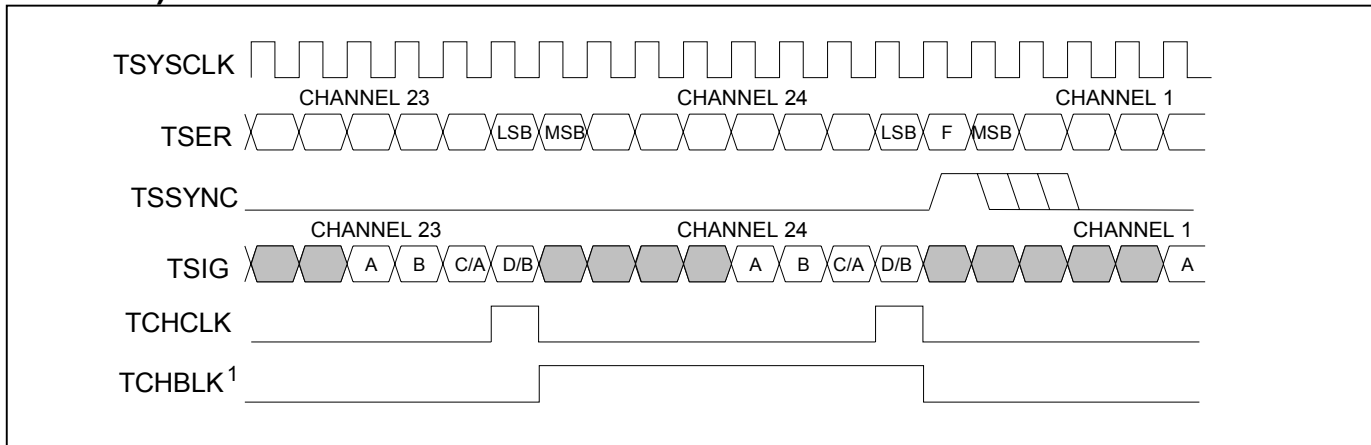 TSYSCLK
CHANNEL 23 CHANNEL 24 CHANNEL 1
TSER LSB MSB LSB F MSB
TSSYNC
CHANNEL 23 CHANNEL 24 CHANNEL 1
TSIG A B C/A D/B A B C/A D/B A
TCHCLK
TCHBLK¹